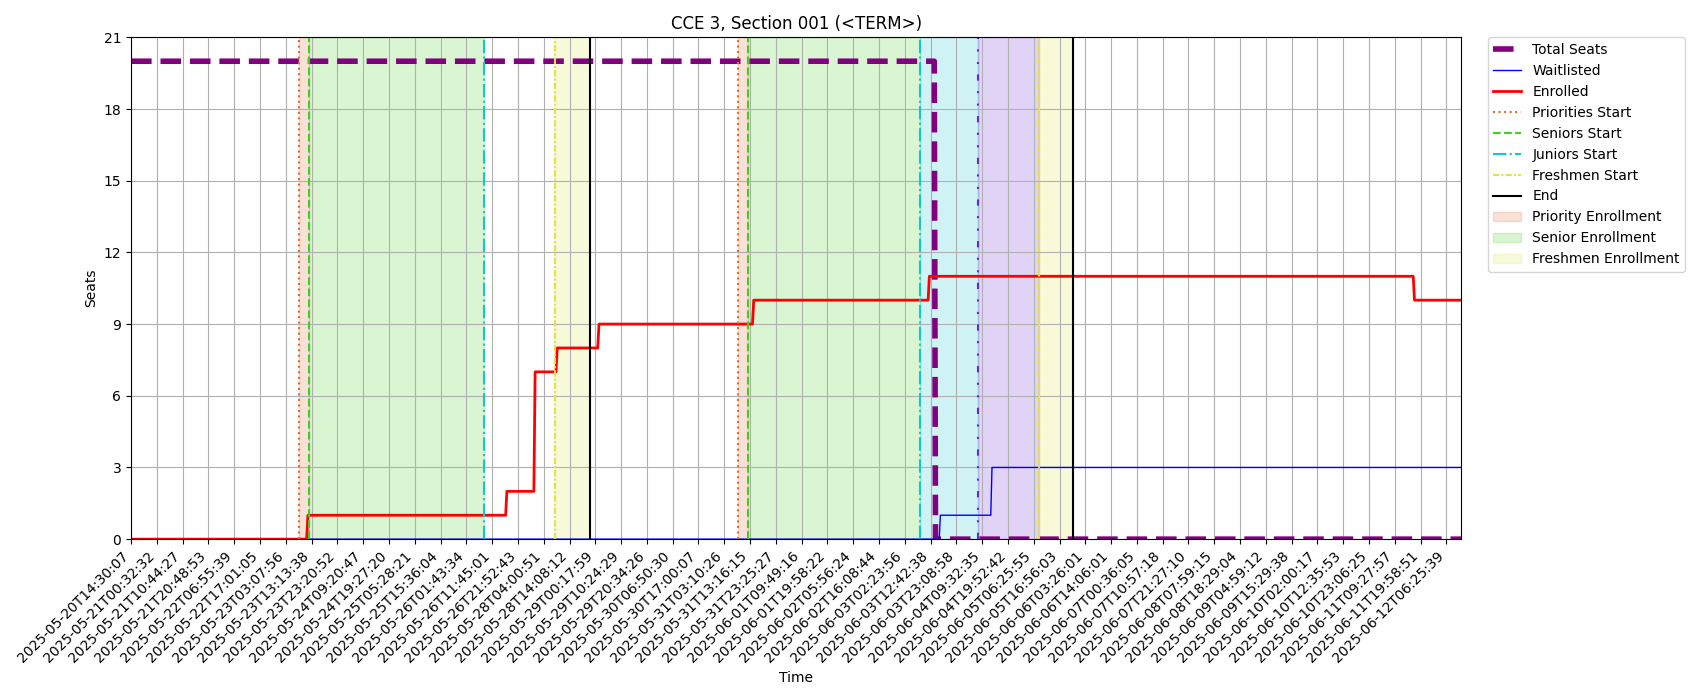 CCE 3, Section 001 (<TERM>)
21
18
15
12
9
6
3
0
Seats
2025-05-20T14:30:07
2025-05-21T00:32:32
2025-05-21T10:44:27
2025-05-21T20:48:53
2025-05-22T06:55:39
2025-05-22T17:01:05
2025-05-23T03:07:56
2025-05-23T13:13:38
2025-05-23T23:20:52
2025-05-24T09:20:47
2025-05-24T19:27:20
2025-05-25T05:28:21
2025-05-25T15:36:04
2025-05-26T01:43:34
2025-05-26T11:45:01
2025-05-26T21:52:43
2025-05-28T04:00:51
2025-05-28T14:08:12
2025-05-29T00:17:59
2025-05-29T10:24:29
2025-05-29T20:34:26
2025-05-30T06:50:30
2025-05-30T17:00:07
2025-05-31T03:10:26
2025-05-31T13:16:15
2025-05-31T23:25:27
2025-06-01T09:49:16
2025-06-01T19:58:22
2025-06-02T05:56:24
2025-06-02T16:08:44
2025-06-03T02:23:56
2025-06-03T12:42:38
2025-06-03T23:08:58
2025-06-04T09:32:35
2025-06-04T19:52:42
2025-06-05T06:25:55
2025-06-05T16:56:03
2025-06-06T03:26:01
2025-06-06T14:06:01
2025-06-07T00:36:05
2025-06-07T10:57:18
2025-06-07T21:27:10
2025-06-08T07:59:15
2025-06-08T18:29:04
2025-06-09T04:59:12
2025-06-09T15:29:38
2025-06-10T02:00:17
2025-06-10T12:35:53
2025-06-10T23:06:25
2025-06-11T09:27:57
2025-06-11T19:58:51
2025-06-12T06:25:39
Time
Total Seats
Waitlisted
Enrolled
Priorities Start
Seniors Start
Juniors Start
Freshmen Start
End
Priority Enrollment
Senior Enrollment
Freshmen Enrollment